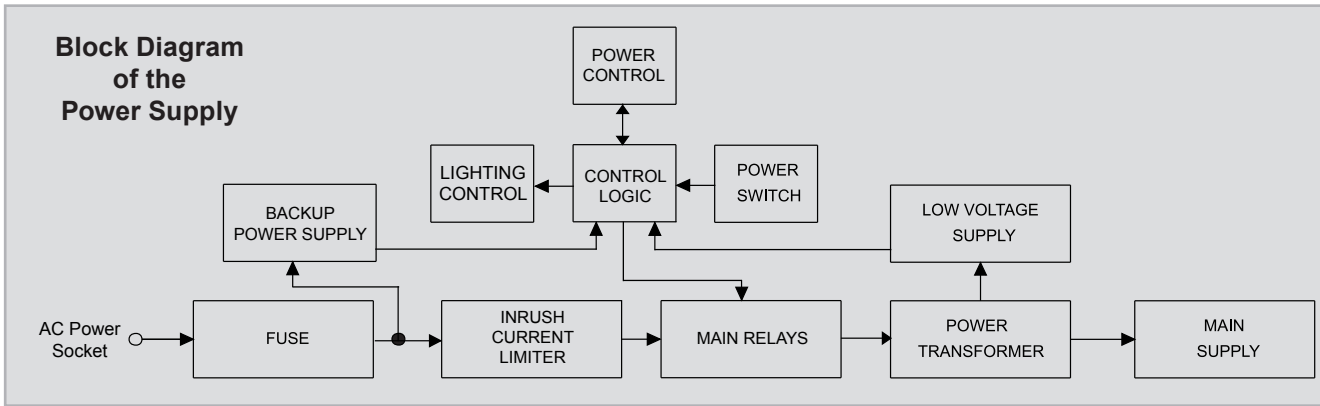 Block Diagram
of the
Power Supply
POWER
CONTROL
LIGHTING
CONTROL
CONTROL
LOGIC
POWER
SWITCH
BACKUP
POWER SUPPLY
LOW VOLTAGE
SUPPLY
AC Power
Socket
FUSE
INRUSH
CURRENT
LIMITER
MAIN RELAYS
POWER
TRANSFORMER
MAIN
SUPPLY